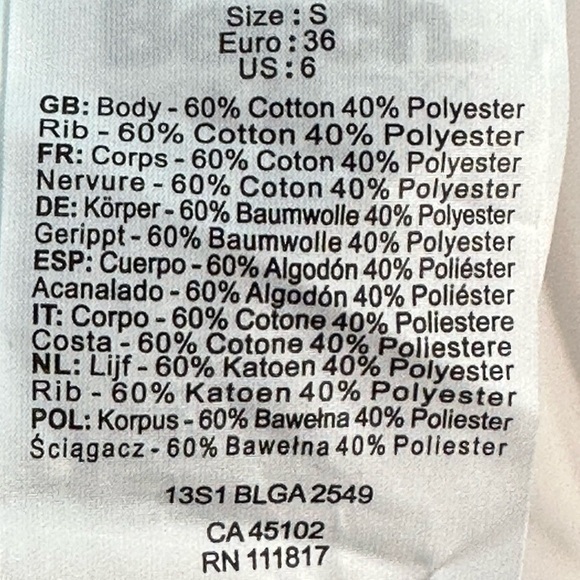 Size : S
Euro : 36
US : 6
GB: Body - 60% Cotton 40% Polyester
Rib - 60% Cotton 40% Polyester
FR: Corps - 60% Coton 40% Polyester
Nervure - 60% Coton 40% Polyester
DE: Körper - 60% Baumwolle 40% Polyester
Gerippt - 60% Baumwolle 40% Polyester
ESP: Cuerpo - 60% Algodón 40% Poliéster
Acanalado - 60% Algodón 40% Poliéster
IT: Corpo - 60% Cotone 40% Poliestere
Costa - 60% Cotone 40% Poliestere
NL: Lijf - 60% Katoen 40% Polyester
Rib - 60% Katoen 40% Polyester
POL: Korpus - 60% Bawełna 40% Poliester
Ściągacz - 60% Bawełna 40% Poliester
13S1 BLGA 2549
CA 45102
RN 111817